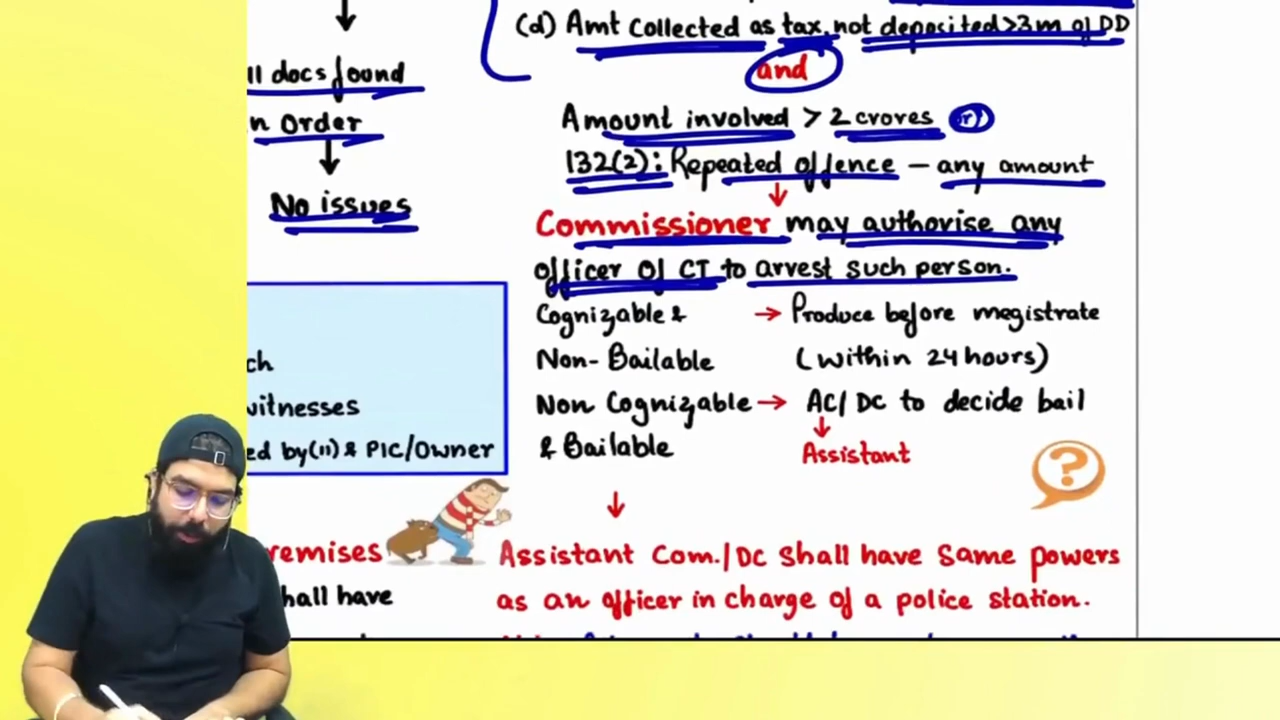 (d) Amt Collected as tax, not deposited >3m of DD
and
ll docs found
n Order
No issues
Amount involved > 2 crores or
132(2): Repeated offence – any amount
Commissioner may authorise any
officer of CT to arrest such person.
Cognizable & → Produce before megistrate
Non-Bailable (within 24 hours)
Non Cognizable → AC/DC to decide bail
& Bailable Assistant
ch
witnesses
ed by(11) & PIC/Owner
remises
hall have
Assistant Com./DC Shall have Same powers
as an officer in charge of a police station.